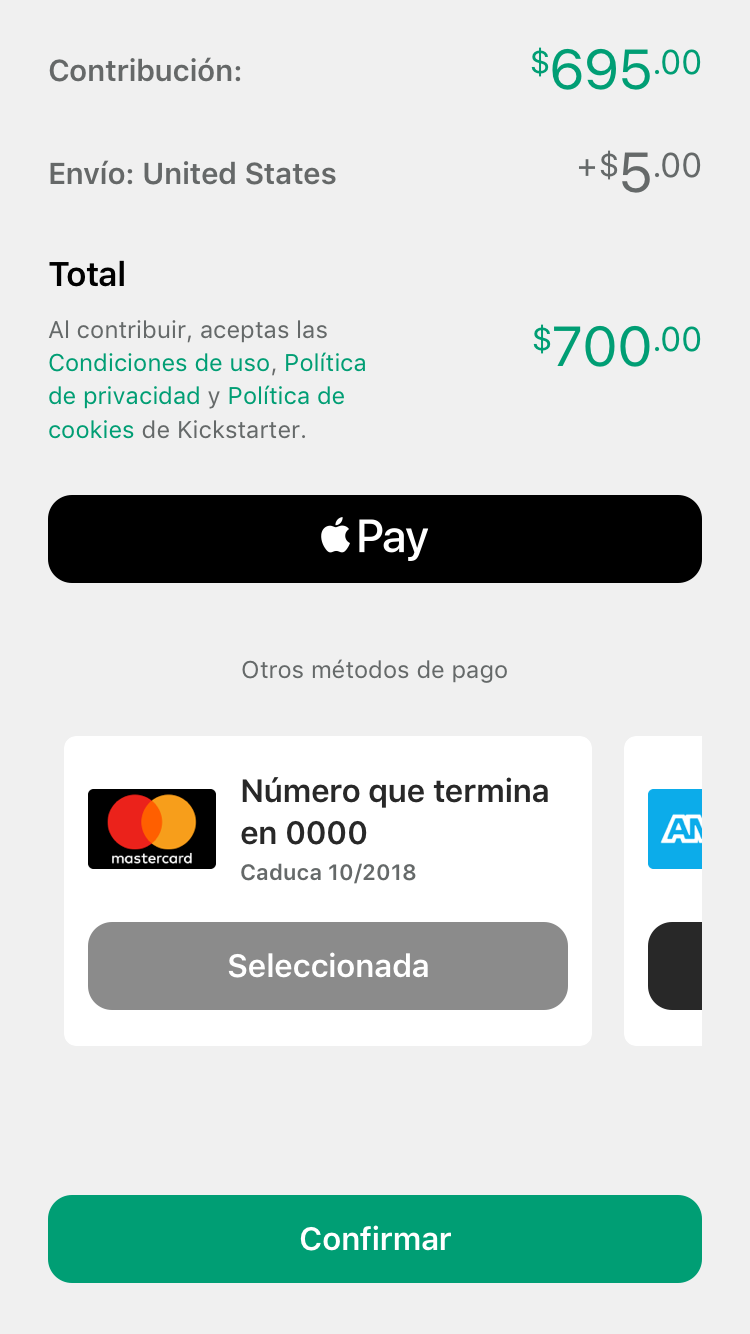 Contribución:
$695.00
Envío: United States
+$5.00
Total
Al contribuir, aceptas las
Condiciones de uso, Política
de privacidad y Política de
cookies de Kickstarter.
$700.00
Pay
Otros métodos de pago
mastercard
Número que termina
en 0000
Caduca 10/2018
Seleccionada
Confirmar